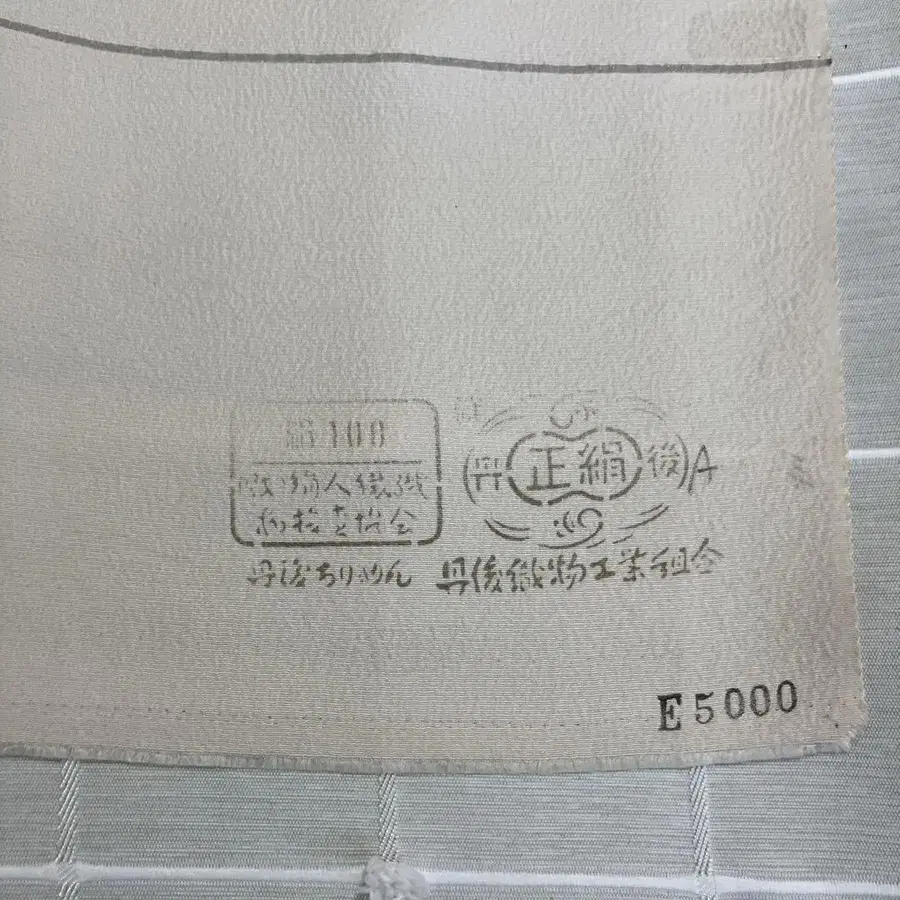 絹100
丹 正絹 後 A
丹後ちりめん
丹後織物工業組合
E5000